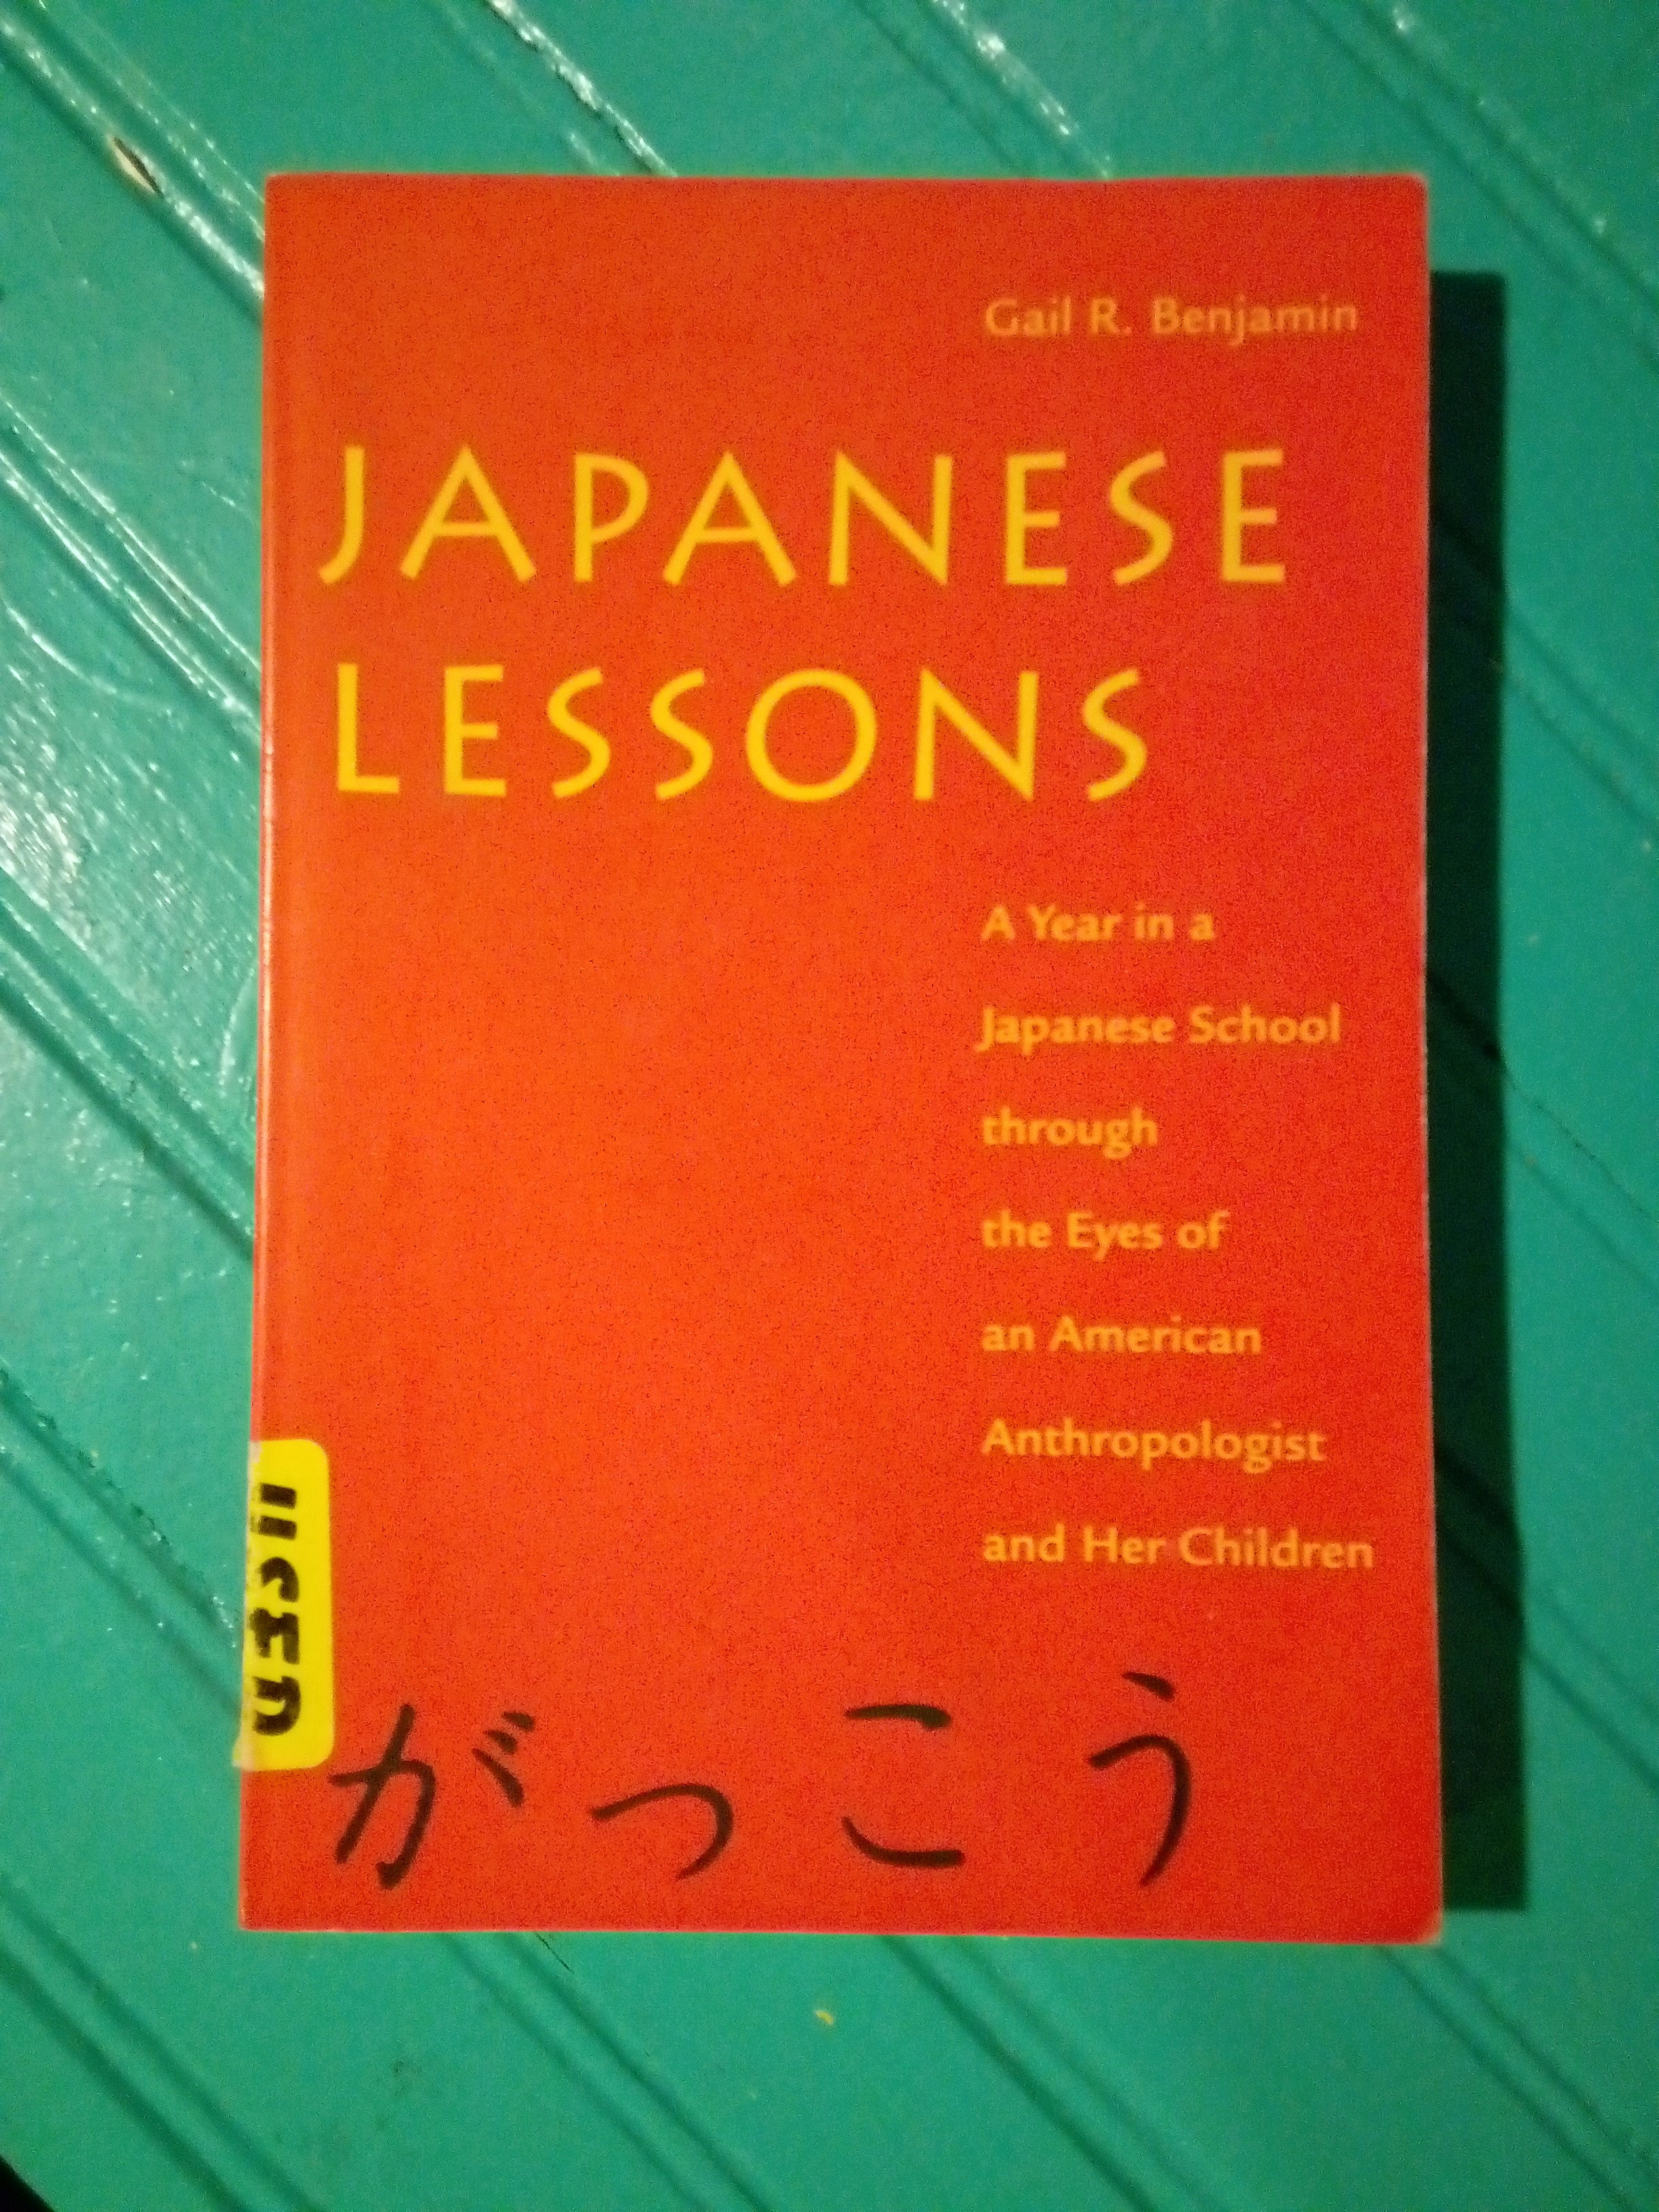 Gail R. Benjamin
JAPANESE
LESSONS
A Year in a
Japanese School
through
the Eyes of
an American
Anthropologist
and Her Children
がっこう